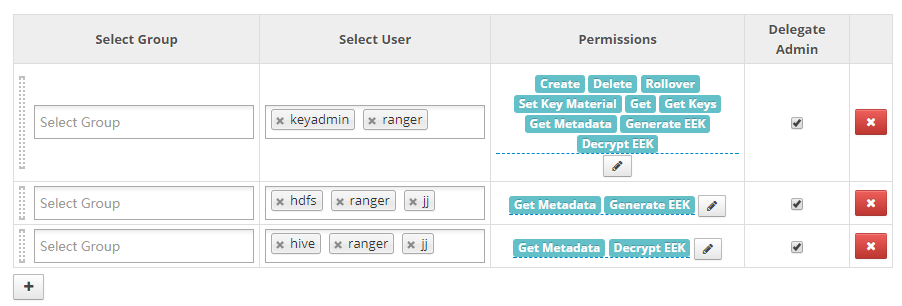 Select Group Select User Permissions Delegate Admin
Select Group
× keyadmin × ranger
Create Delete Rollover
Set Key Material Get Get Keys
Get Metadata Generate EEK
Decrypt EEK
Select Group
× hdfs × ranger × jj
Get Metadata Generate EEK
Select Group
× hive × ranger × jj
Get Metadata Decrypt EEK
+